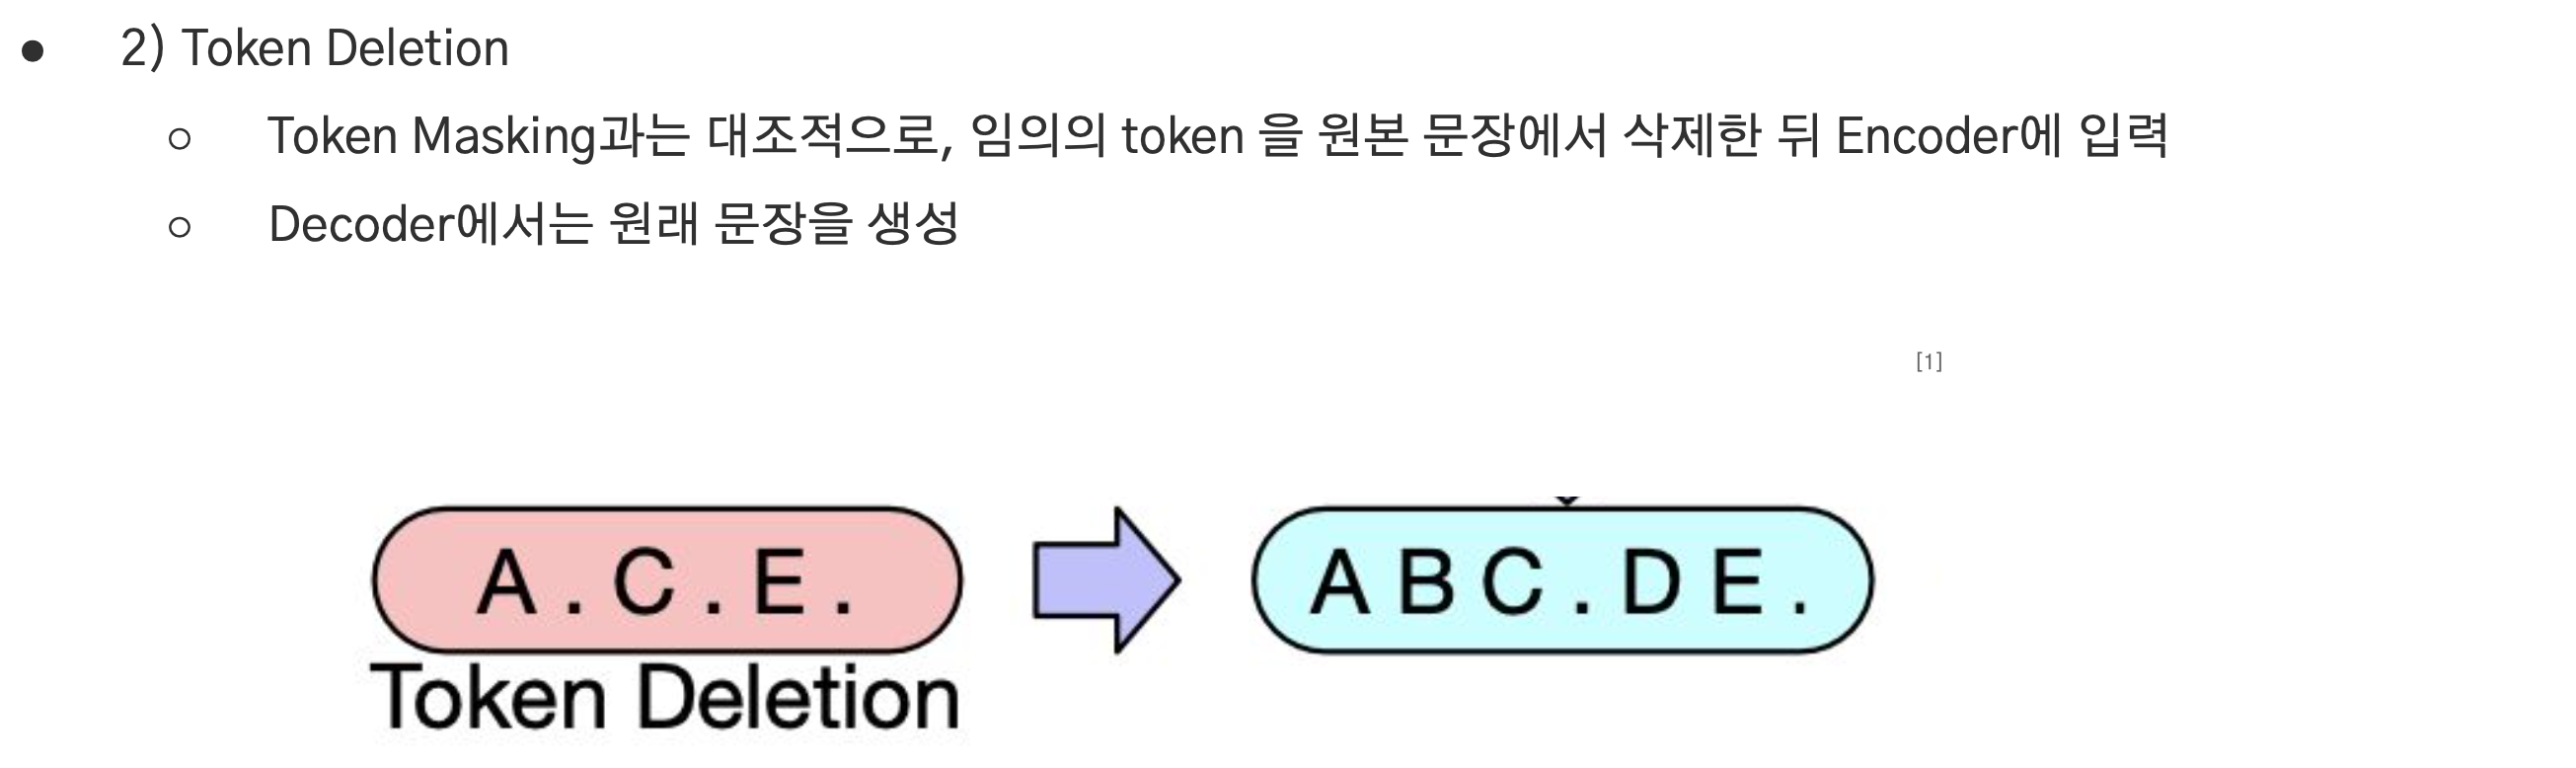 ● 2) Token Deletion
○ Token Masking과는 대조적으로, 임의의 token 을 원본 문장에서 삭제한 뒤 Encoder에 입력
○ Decoder에서는 원래 문장을 생성
[1]
A . C . E .
A B C . D E .
Token Deletion